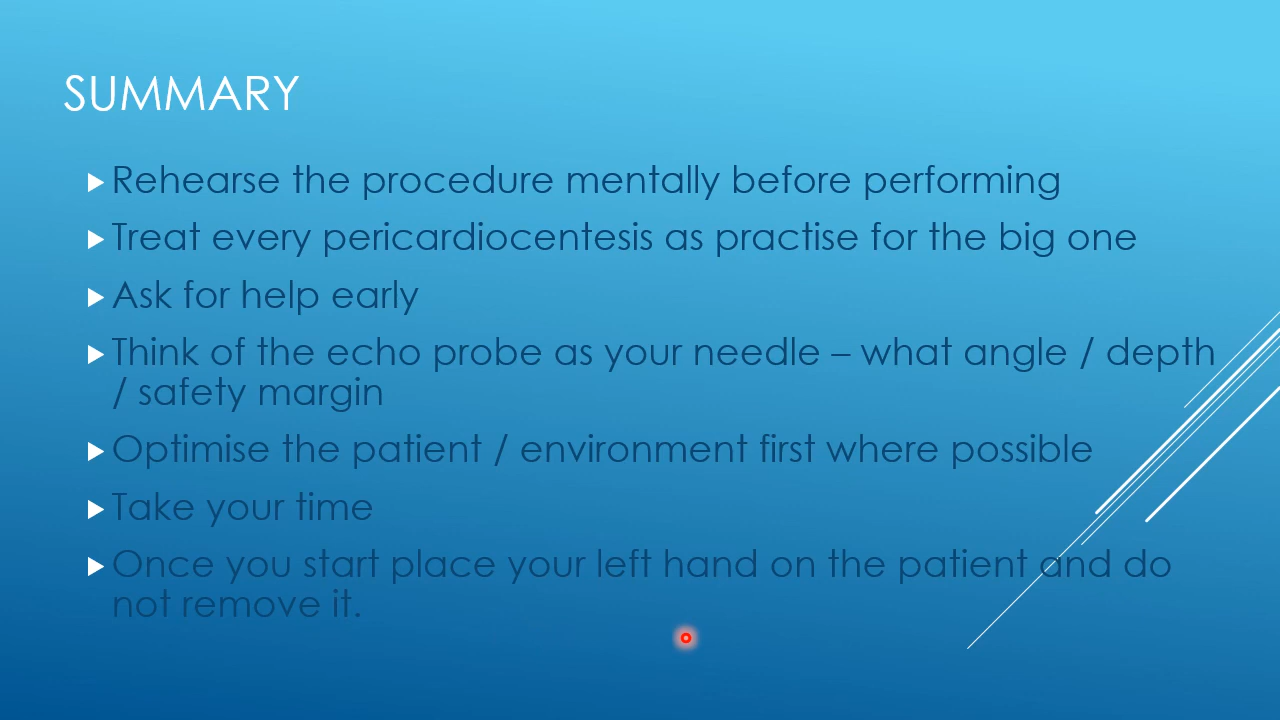 SUMMARY
Rehearse the procedure mentally before performing
Treat every pericardiocentesis as practise for the big one
Ask for help early
Think of the echo probe as your needle – what angle / depth
/ safety margin
Optimise the patient / environment first where possible
Take your time
Once you start place your left hand on the patient and do
not remove it.